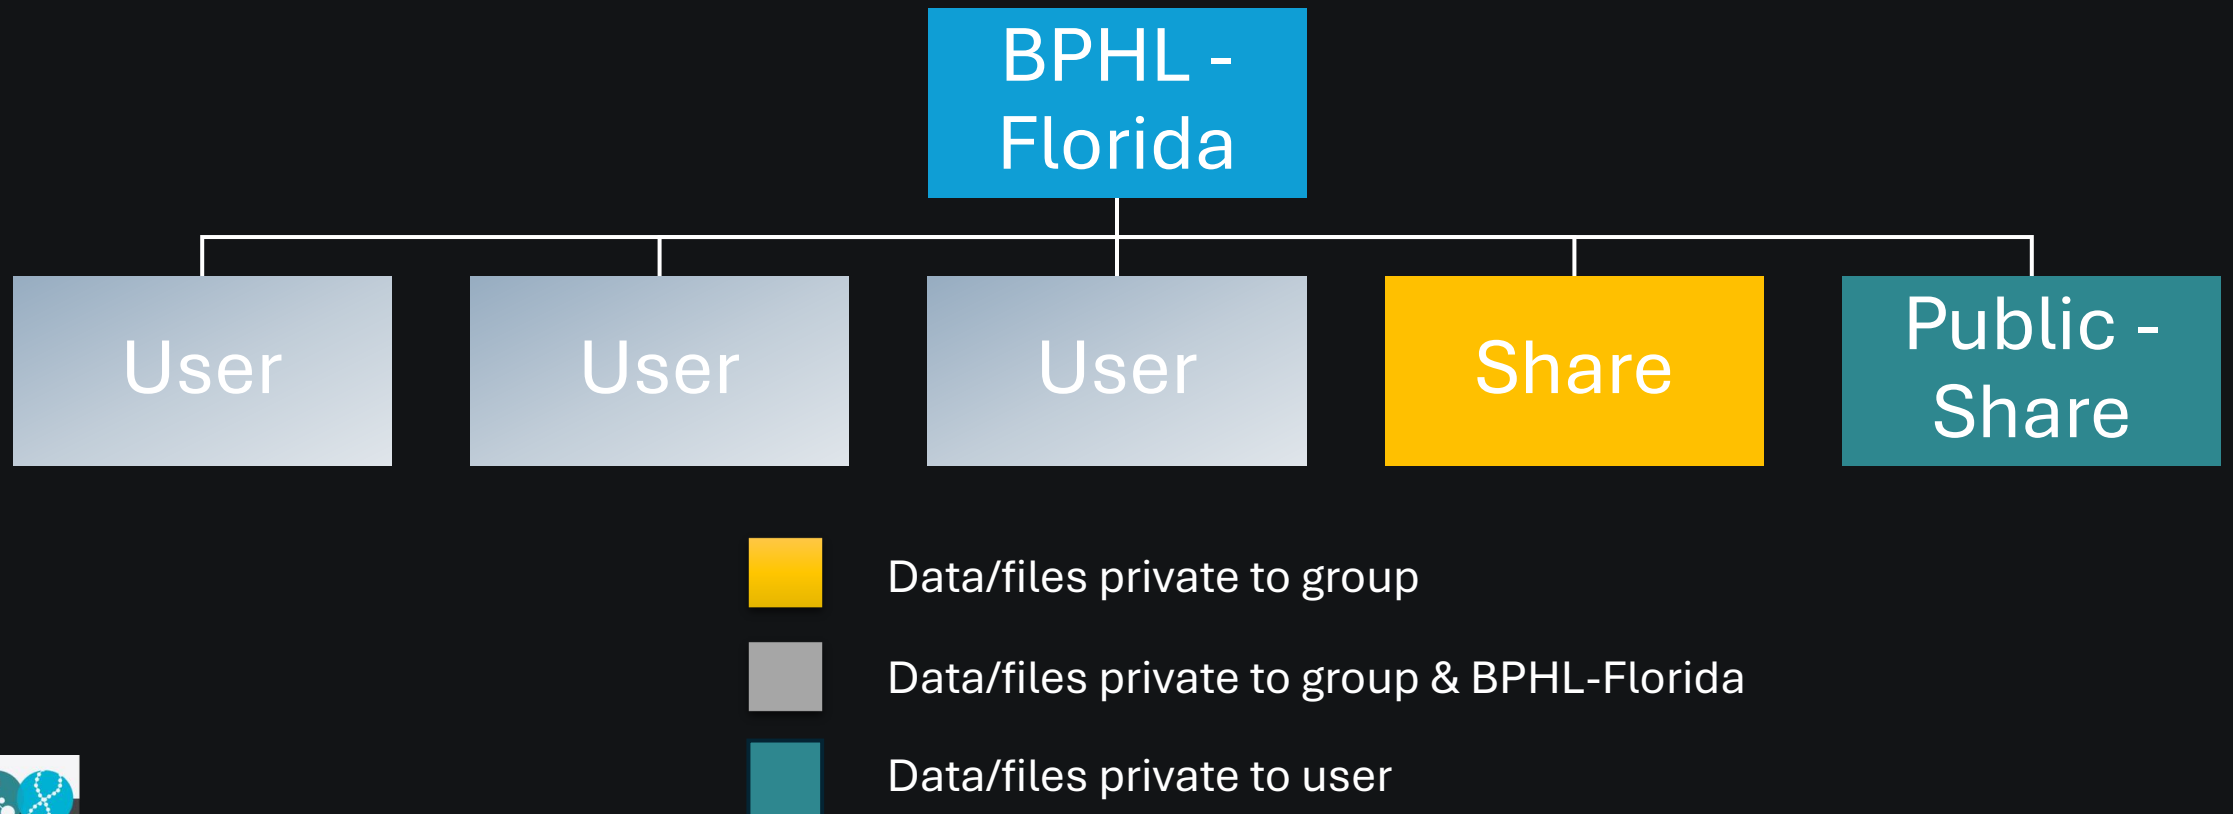 BPHL -
Florida
User
User
User
Share
Public -
Share
Data/files private to group
Data/files private to group & BPHL-Florida
Data/files private to user